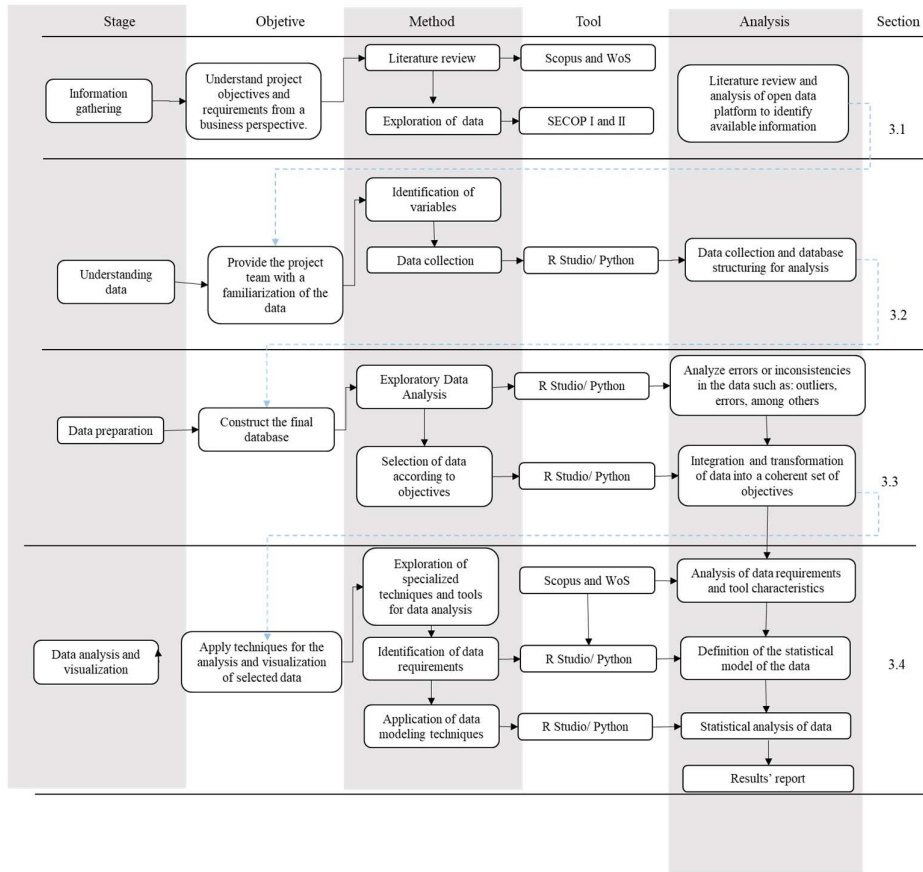 Stage
Objetive
Method
Tool
Analysis
Section
Information
gathering
Understand project
objectives and
requirements from a
business perspective.
Literature review
Scopus and WoS
Exploration of data
SECOP I and II
Literature review and
analysis of open data
platform to identify
available information
3.1
Understanding
data
Provide the project
team with a
familiarization of the
data
Identification of
variables
Data collection
R Studio/ Python
Data collection and database
structuring for analysis
3.2
Data preparation
Construct the final
database
Exploratory Data
Analysis
R Studio/ Python
Analyze errors or inconsistencies
in the data such as: outliers,
errors, among others
Selection of data
according to
objectives
R Studio/ Python
Integration and transformation
of data into a coherent set of
objectives
3.3
Data analysis and
visualization
Apply techniques for the
analysis and visualization
of selected data
Exploration of
specialized
techniques and tools
for data analysis
Scopus and WoS
Analysis of data requirements
and tool characteristics
Identification of data
requirements
R Studio/ Python
Definition of the statistical
model of the data
3.4
Application of data
modeling techniques
R Studio/ Python
Statistical analysis of data
Results' report